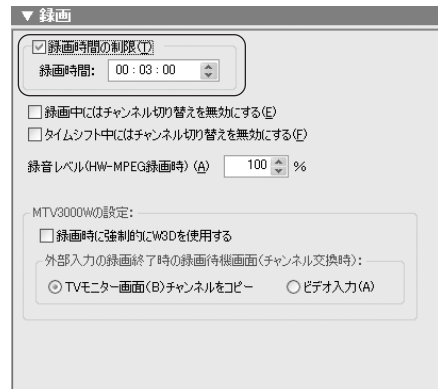 ▼ 録画
録画時間の制限(T)
録画時間: 00:03:00
録画中にはチャンネル切り替えを無効にする(E)
タイムシフト中にはチャンネル切り替えを無効にする(F)
録音レベル(HW-MPEG録画時) (A) 100 %
MTV3000Wの設定:
録画時に強制的にW3Dを使用する
外部入力の録画終了時の録画待機画面(チャンネル交換時):
TVモニター画面(B)チャンネルをコピー ビデオ入力(A)